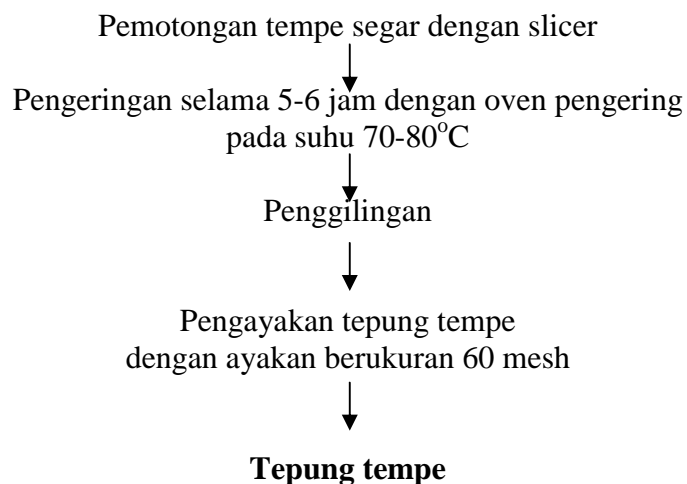 Pemotongan tempe segar dengan slicer
Pengeringan selama 5-6 jam dengan oven pengering
pada suhu 70-80°C
Penggilingan
Pengayakan tepung tempe
dengan ayakan berukuran 60 mesh
Tepung tempe